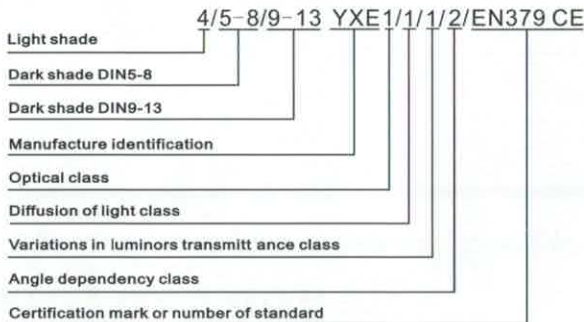 4/5-8/9-13 YXE1/1/1/2/EN379 CE
Light shade
Dark shade DIN5-8
Dark shade DIN9-13
Manufacture identification
Optical class
Diffusion of light class
Variations in luminors transmitt ance class
Angle dependency class
Certification mark or number of standard